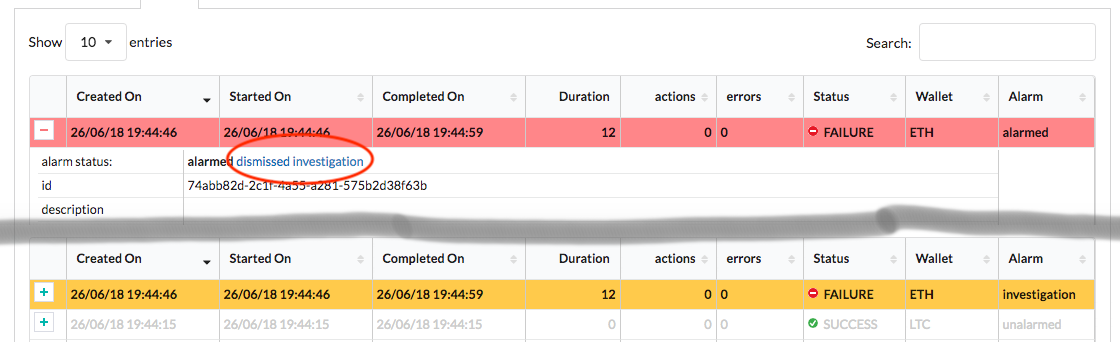 Show 10 entries Search:
Created On Started On Completed On Duration actions errors Status Wallet Alarm
26/06/18 19:44:46 26/06/18 19:44:46 26/06/18 19:44:59 12 0 0 FAILURE ETH alarmed
alarm status: alarmed dismissed investigation
id 74abb82d-2c1f-4a55-a281-575b2d38f63b
description
Created On Started On Completed On Duration actions errors Status Wallet Alarm
26/06/18 19:44:46 26/06/18 19:44:46 26/06/18 19:44:59 12 0 0 FAILURE ETH investigation
26/06/18 19:44:15 26/06/18 19:44:15 26/06/18 19:44:15 0 0 0 SUCCESS LTC unalarmed